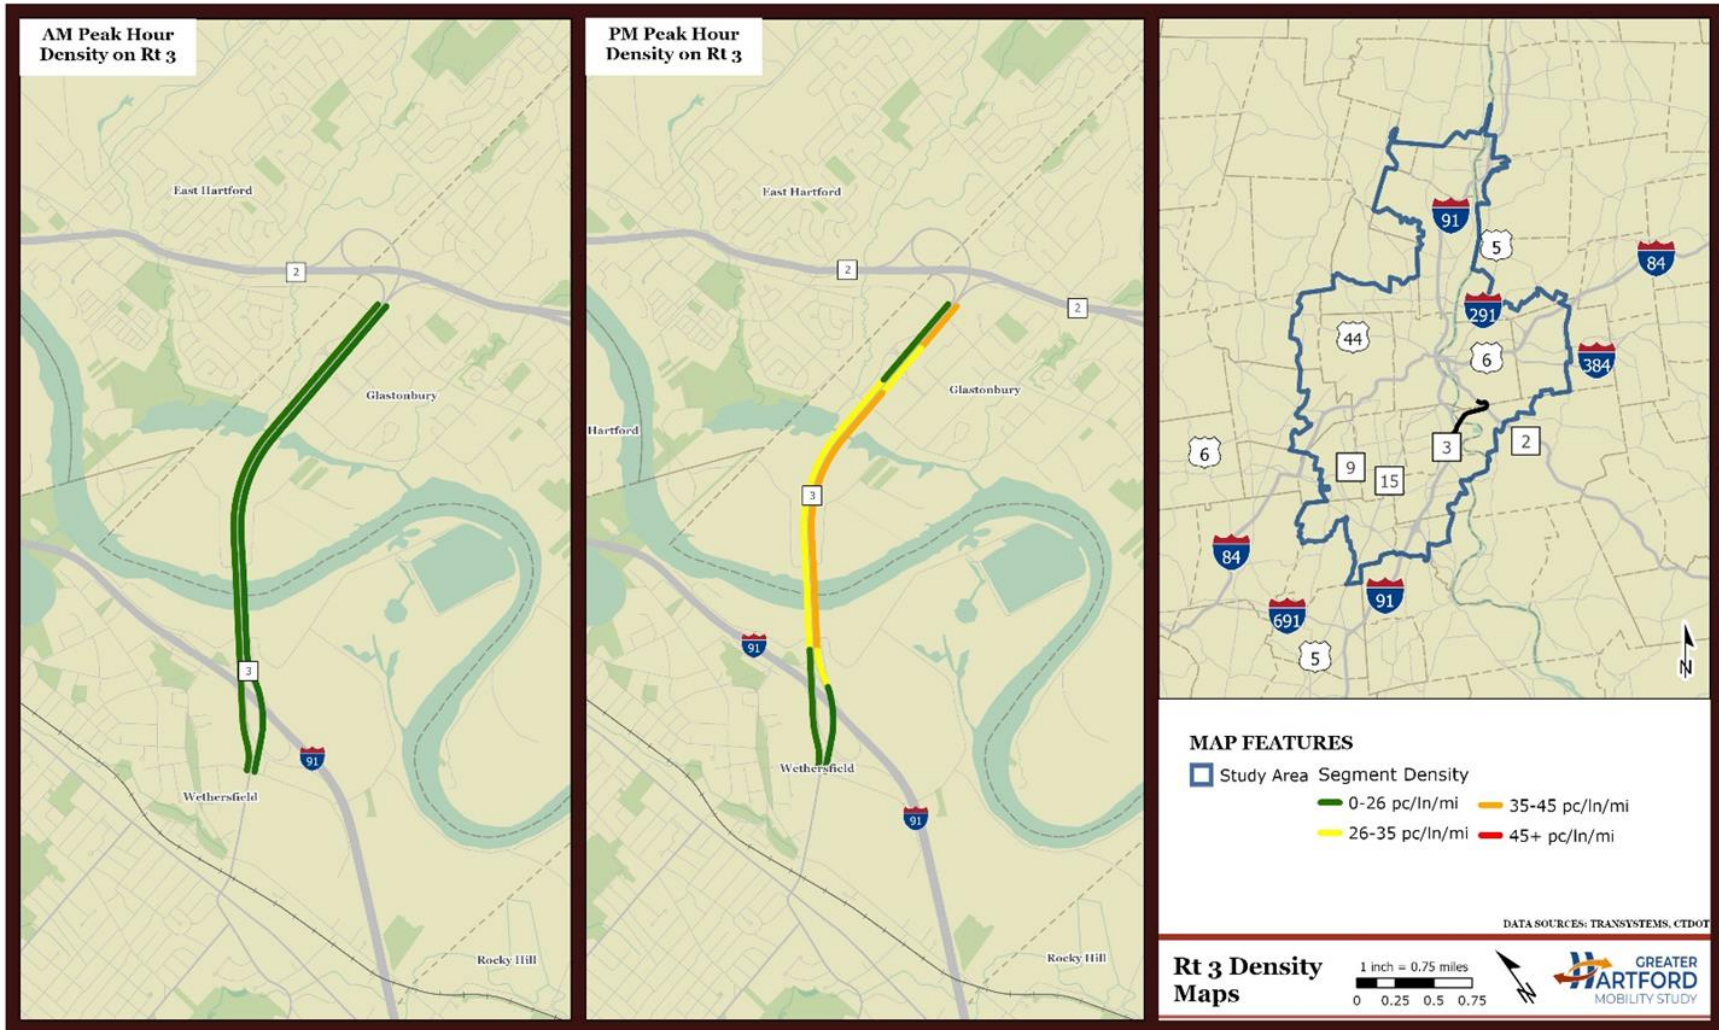 AM Peak Hour
Density on Rt 3
East Hartford
2
Glastonbury
3
91
Wethersfield
Rocky Hill
PM Peak Hour
Density on Rt 3
East Hartford
2
2
Glastonbury
Hartford
3
91
Wethersfield
91
Rocky Hill
91
5
84
291
44
6
384
3
2
6
9
15
84
91
691
5
N
MAP FEATURES
Study Area
Segment Density
0-26 pc/ln/mi
35-45 pc/ln/mi
26-35 pc/ln/mi
45+ pc/ln/mi
DATA SOURCES: TRANSYSTEMS, CTDOT
Rt 3 Density
Maps
1 inch = 0.75 miles
0 0.25 0.5 0.75
N
GREATER
HARTFORD
MOBILITY STUDY